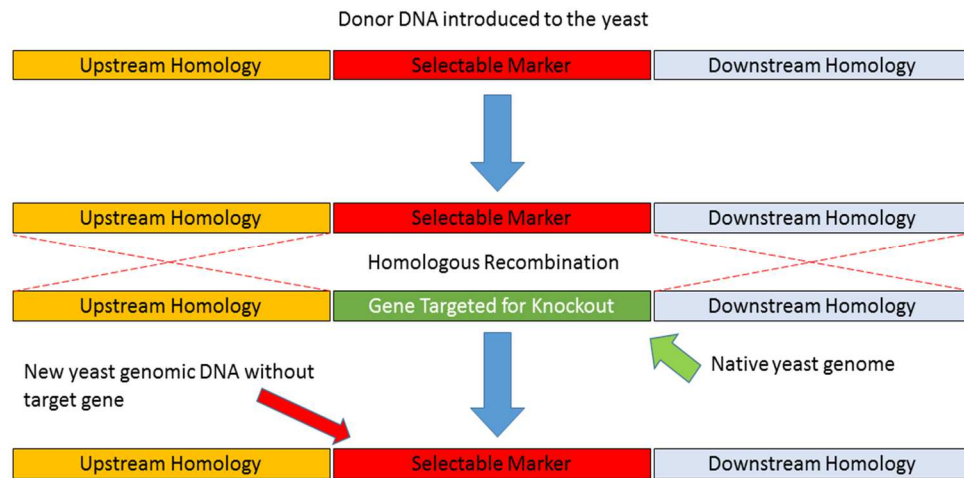 Donor DNA introduced to the yeast
Upstream Homology
Selectable Marker
Downstream Homology
Upstream Homology
Selectable Marker
Downstream Homology
Homologous Recombination
Upstream Homology
Gene Targeted for Knockout
Downstream Homology
New yeast genomic DNA without
target gene
Native yeast genome
Upstream Homology
Selectable Marker
Downstream Homology